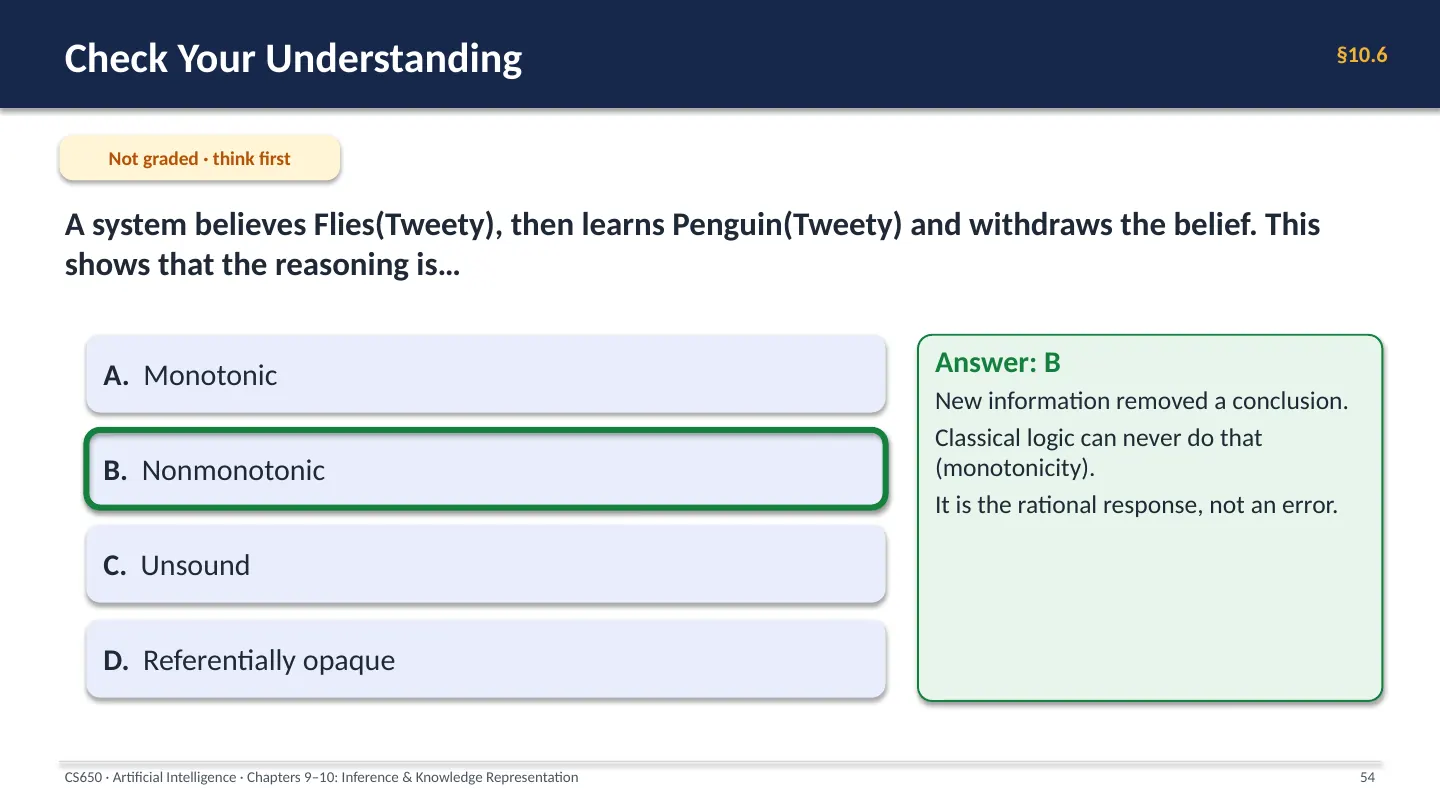 Check Your Understanding
§10.6
Not graded · think first
A system believes Flies(Tweety), then learns Penguin(Tweety) and withdraws the belief. This
shows that the reasoning is…
A. Monotonic
B. Nonmonotonic
C. Unsound
D. Referentially opaque
Answer: B
New information removed a conclusion.
Classical logic can never do that
(monotonicity).
It is the rational response, not an error.
CS650 · Artificial Intelligence · Chapters 9–10: Inference & Knowledge Representation
54